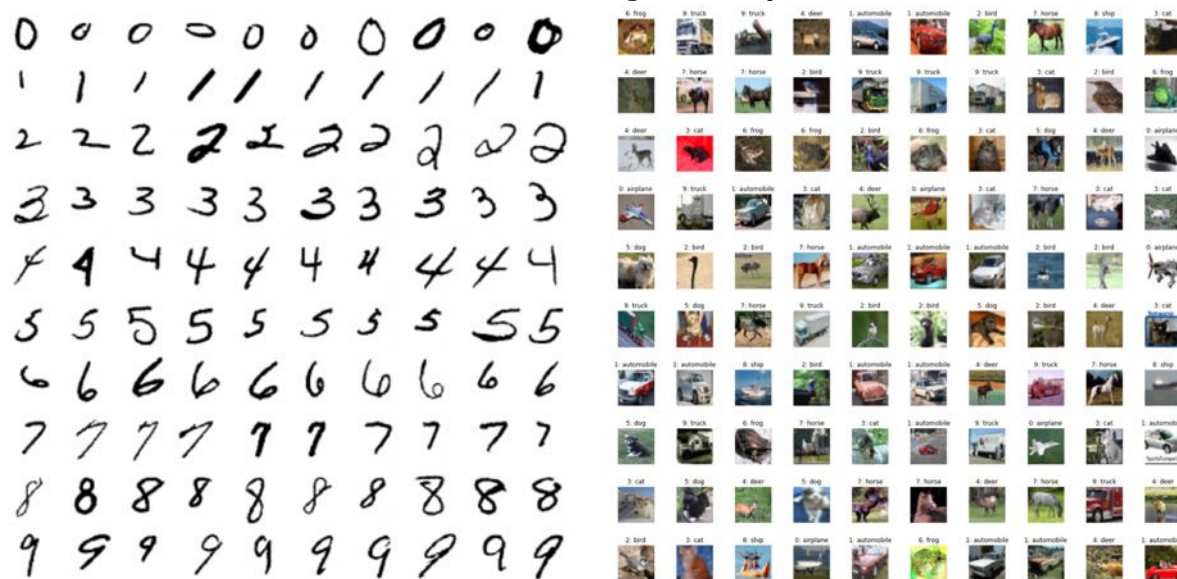 0 0 0 0 0 0 0 0 0 0
1 1 1 1 1 1 1 1 1 1
2 2 2 2 2 2 2 2 2 2
3 3 3 3 3 3 3 3 3 3
4 4 4 4 4 4 4 4 4 4
5 5 5 5 5 5 5 5 5 5
6 6 6 6 6 6 6 6 6 6
7 7 7 7 7 7 7 7 7 7
8 8 8 8 8 8 8 8 8 8
9 9 9 9 9 9 9 9 9 9
6: frog 9: truck 9: truck 4: deer 1: automobile 1: automobile 2: bird 7: horse 8: ship 3: cat
4: deer 7: horse 7: horse 2: bird 9: truck 9: truck 9: truck 3: cat 2: bird 6: frog
4: deer 3: cat 6: frog 6: frog 2: bird 6: frog 3: cat 5: dog 4: deer 0: airplane
0: airplane 9: truck 1: automobile 3: cat 4: deer 0: airplane 3: cat 7: horse 3: cat 3: cat
5: dog 2: bird 2: bird 7: horse 1: automobile 1: automobile 1: automobile 2: bird 2: bird 0: airplan
9: truck 5: dog 7: horse 9: truck 2: bird 2: bird 5: dog 2: bird 4: deer 3: cat
1: automobile 1: automobile 8: ship 2: bird 1: automobile 1: automobile 4: deer 9: truck 7: horse 8: ship
5: dog 9: truck 6: frog 7: horse 3: cat 1: automobile 9: truck 0: airplane 3: cat 1: automob
3: cat 5: dog 4: deer 5: dog 7: horse 7: horse 4: deer 7: horse 9: truck 4: deer
2: bird 3: cat 8: ship 0: airplane 1: automobile 6: frog 1: automobile 1: automobile 4: deer 1: automob